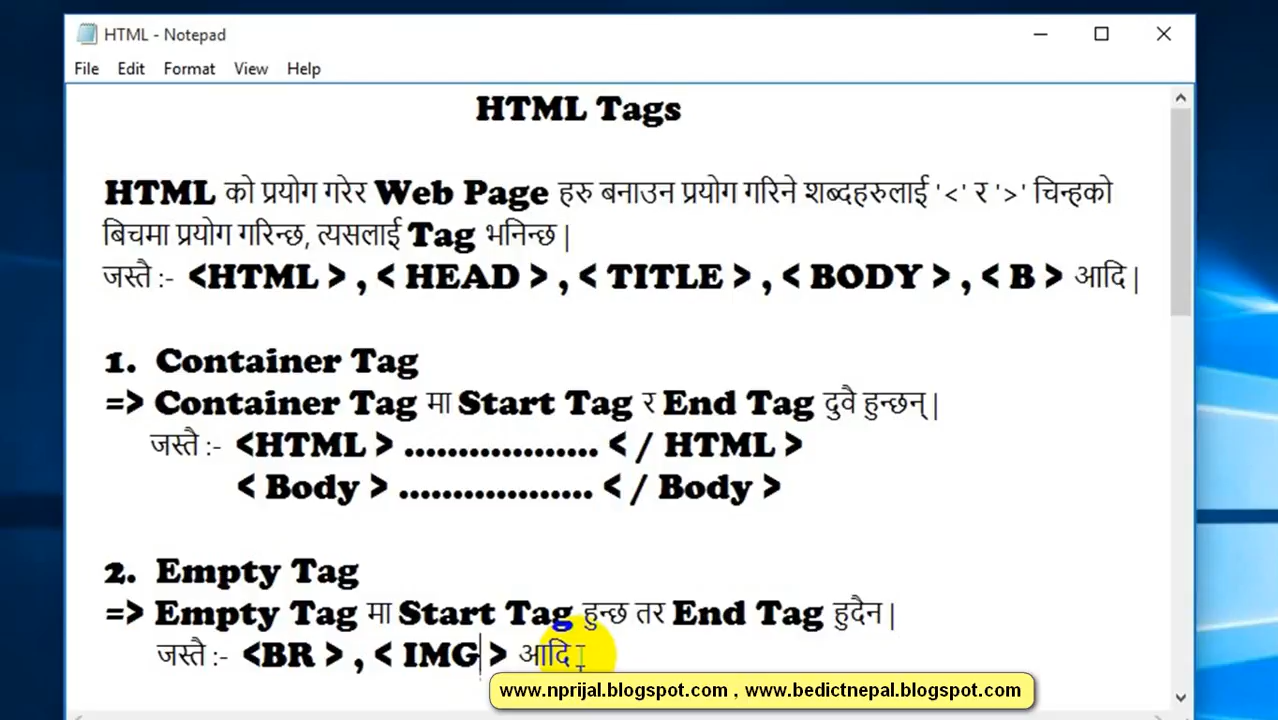 HTML - Notepad
File Edit Format View Help
HTML Tags
HTML को प्रयोग गरेर Web Page हरु बनाउन प्रयोग गरिने शब्दहरुलाई '<' र '>' चिन्हको
बिचमा प्रयोग गरिन्छ, त्यसलाई Tag भनिन्छ |
जस्तै :- <HTML > , < HEAD > , < TITLE > , < BODY > , < B > आदि |
1. Container Tag
=> Container Tag मा Start Tag र End Tag दुवै हुन्छन् |
जस्तै :- <HTML > .................. < / HTML >
< Body > .................. < / Body >
2. Empty Tag
=> Empty Tag मा Start Tag हुन्छ तर End Tag हुदैन |
जस्तै :- <BR > , < IMG > आदि
www.nprijal.blogspot.com , www.bedictnepal.blogspot.com